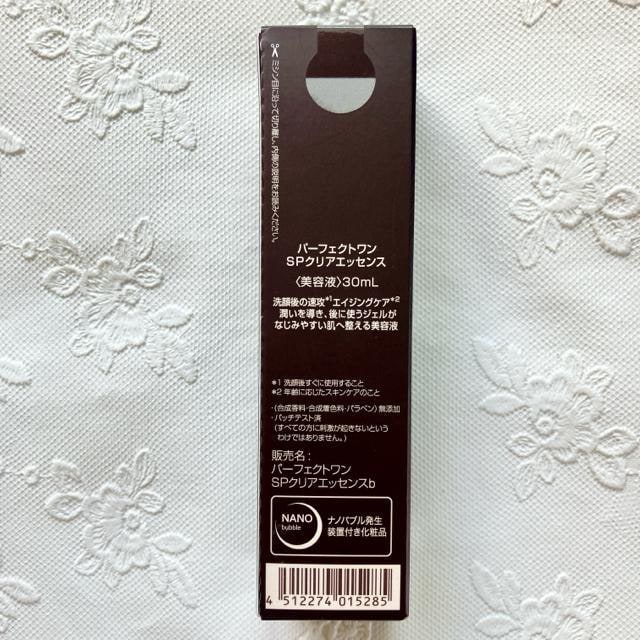 ✂ミシン目に沿って切り離し、内側の説明をお読みください。
パーフェクトワン
SPクリアエッセンス
〈美容液〉30mL
洗顔後の速攻*1エイジングケア*2
潤いを導き、後に使うジェルが
なじみやすい肌へ整える美容液
*1 洗顔後すぐに使用すること
*2 年齢に応じたスキンケアのこと
・(合成香料・合成着色料・パラベン)無添加
・パッチテスト済
(すべての方に刺激が起きないという
わけではありません。)
販売名:
パーフェクトワン
SPクリアエッセンスb
NANO
bubble
ナノバブル発生
装置付き化粧品
4 512274 015285